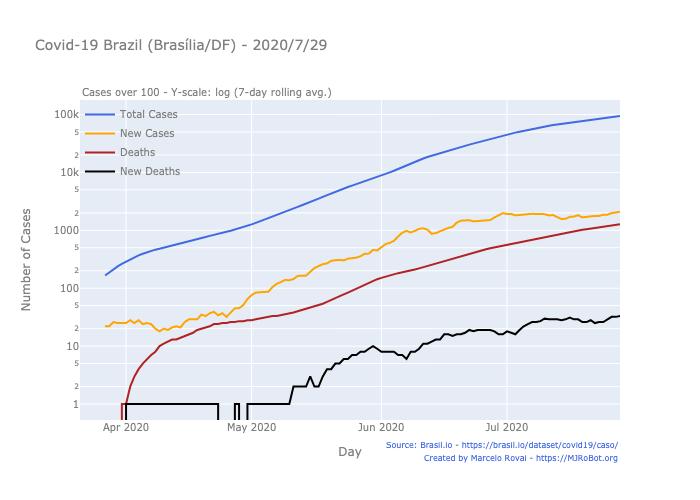 Covid-19 Brazil (Brasília/DF) - 2020/7/29
Cases over 100 - Y-scale: log (7-day rolling avg.)
Total Cases
New Cases
Deaths
New Deaths
100k
5
2
10k
5
2
1000
5
2
100
5
2
10
5
2
1
Number of Cases
Apr 2020
May 2020
Jun 2020
Jul 2020
Day
Source: Brasil.io - https://brasil.io/dataset/covid19/caso/
Created by Marcelo Rovai - https://MJRoBot.org